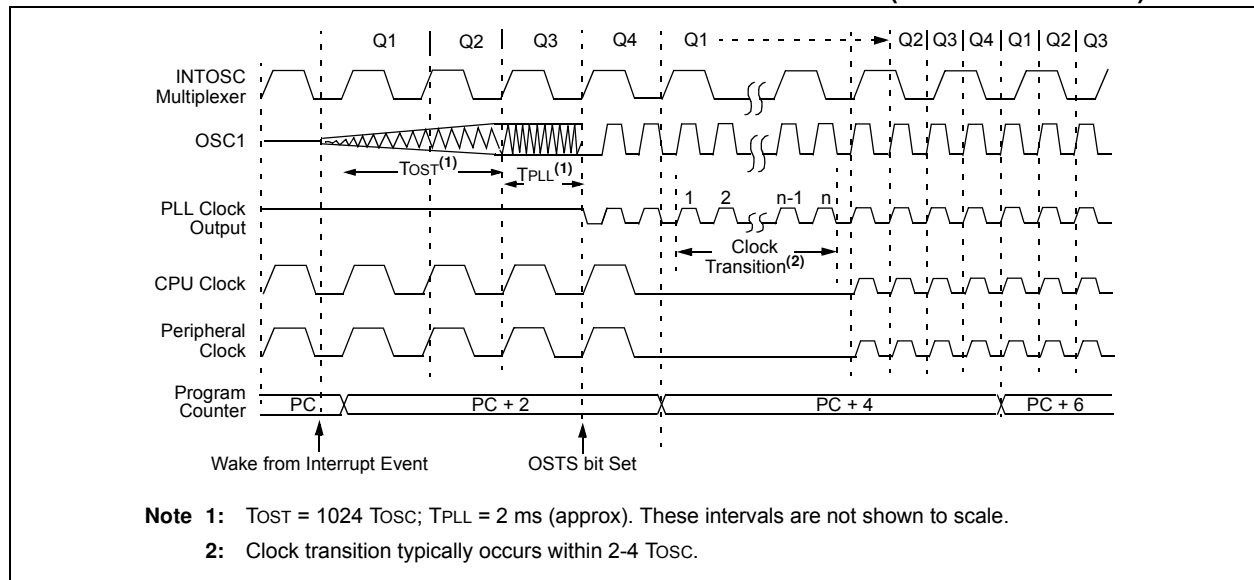 Q1 Q2 Q3 Q4 Q1 Q2 Q3 Q4 Q1 Q2 Q3
INTOSC
Multiplexer
OSC1
TOST(1)
TPLL(1)
PLL Clock
Output
1 2 n-1 n
Clock
Transition(2)
CPU Clock
Peripheral
Clock
Program
Counter
PC PC + 2 PC + 4 PC + 6
Wake from Interrupt Event OSTS bit Set
Note 1: TOST = 1024 TOSC; TPLL = 2 ms (approx). These intervals are not shown to scale.
2: Clock transition typically occurs within 2-4 TOSC.